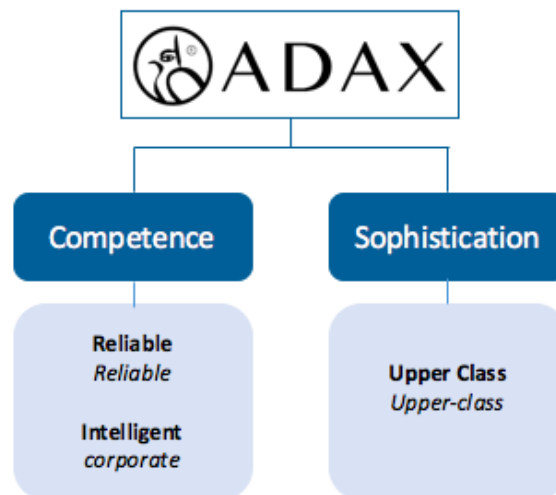 ® ADAX
Competence
Sophistication
Reliable
Reliable
Intelligent
corporate
Upper Class
Upper-class